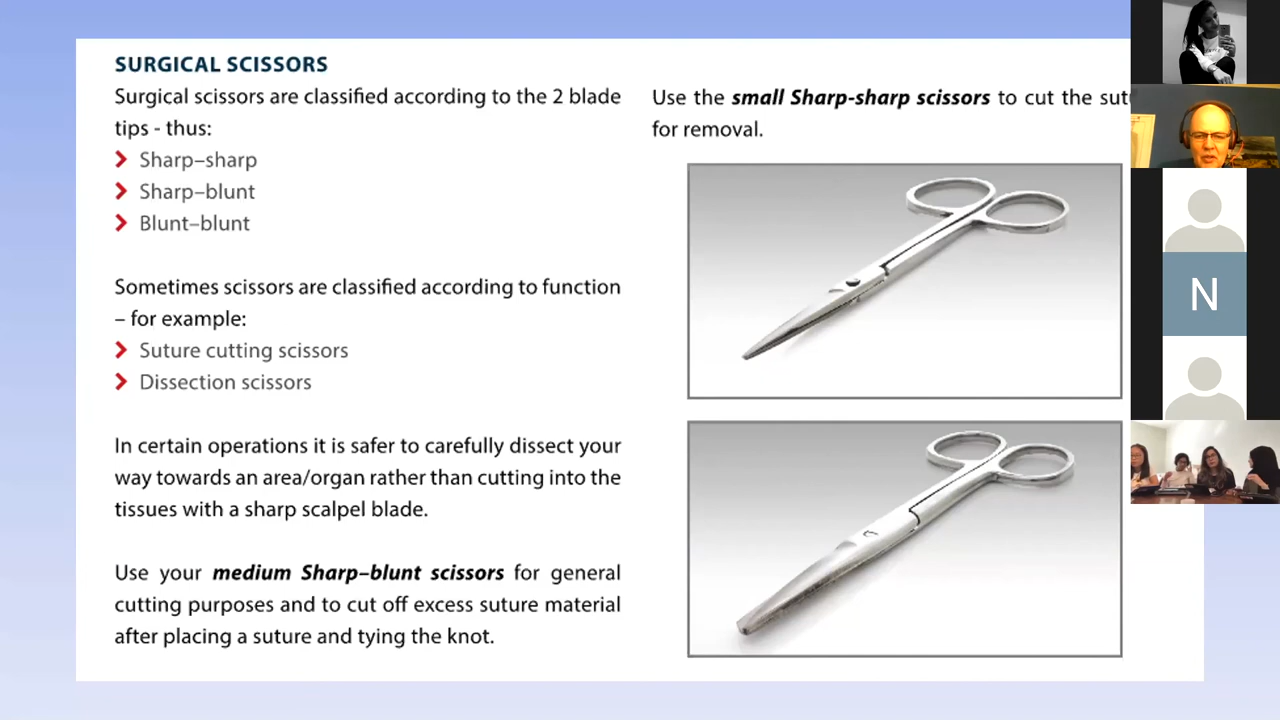 SURGICAL SCISSORS
Surgical scissors are classified according to the 2 blade
tips - thus:
Sharp–sharp
Sharp–blunt
Blunt–blunt
Sometimes scissors are classified according to function
– for example:
Suture cutting scissors
Dissection scissors
In certain operations it is safer to carefully dissect your
way towards an area/organ rather than cutting into the
tissues with a sharp scalpel blade.
Use your medium Sharp–blunt scissors for general
cutting purposes and to cut off excess suture material
after placing a suture and tying the knot.
Use the small Sharp-sharp scissors to cut the
for removal.
N